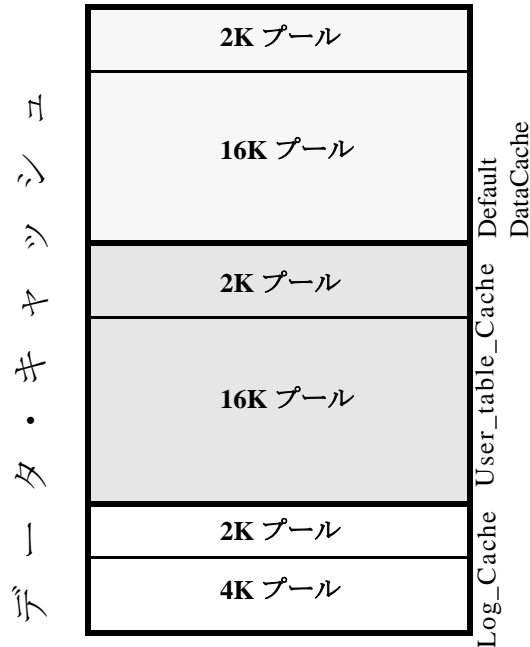 データ・キャッシュ
2K プール
16K プール
Default
DataCache
2K プール
16K プール
User_table_Cache
2K プール
4K プール
Log_Cache